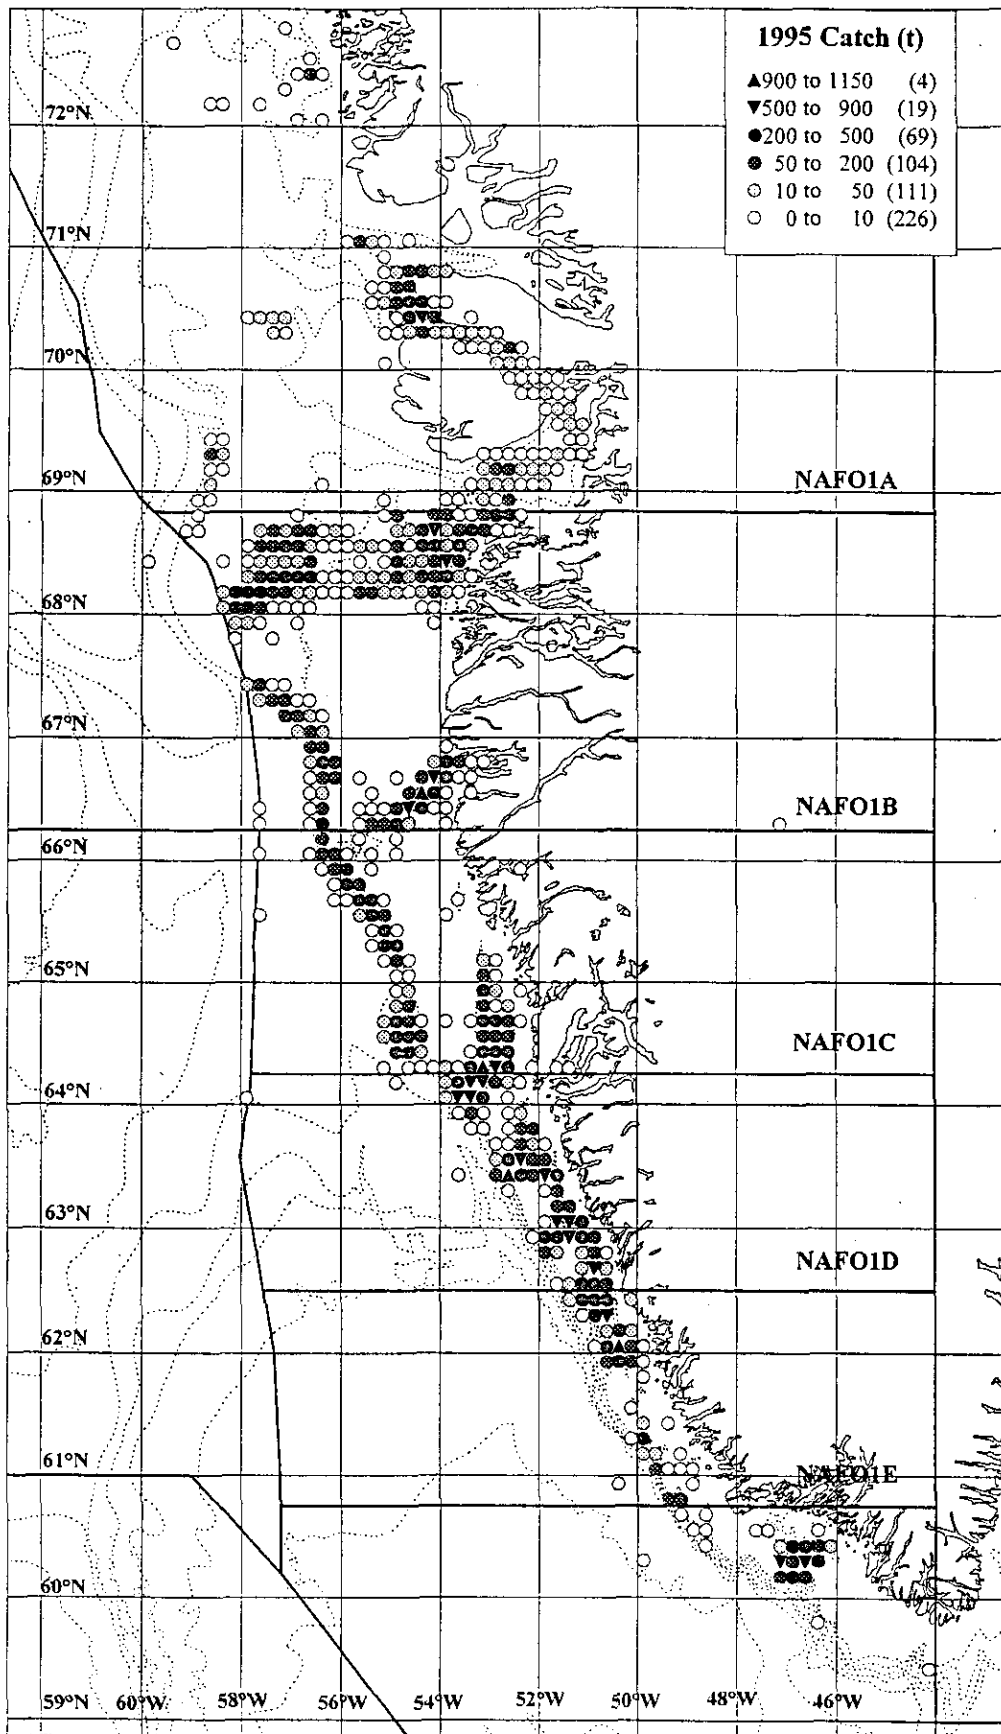 1995 Catch (t)
▲900 to 1150 (4)
▼500 to 900 (19)
●200 to 500 (69)
50 to 200 (104)
10 to 50 (111)
○ 0 to 10 (226)
72°N
71°N
70°N
69°N
NAFO1A
68°N
67°N
NAFO1B
66°N
65°N
NAFO1C
64°N
63°N
NAFO1D
62°N
61°N
NAFO1E
60°N
59°N 60°W 58°W 56°W 54°W 52°W 50°W 48°W 46°W